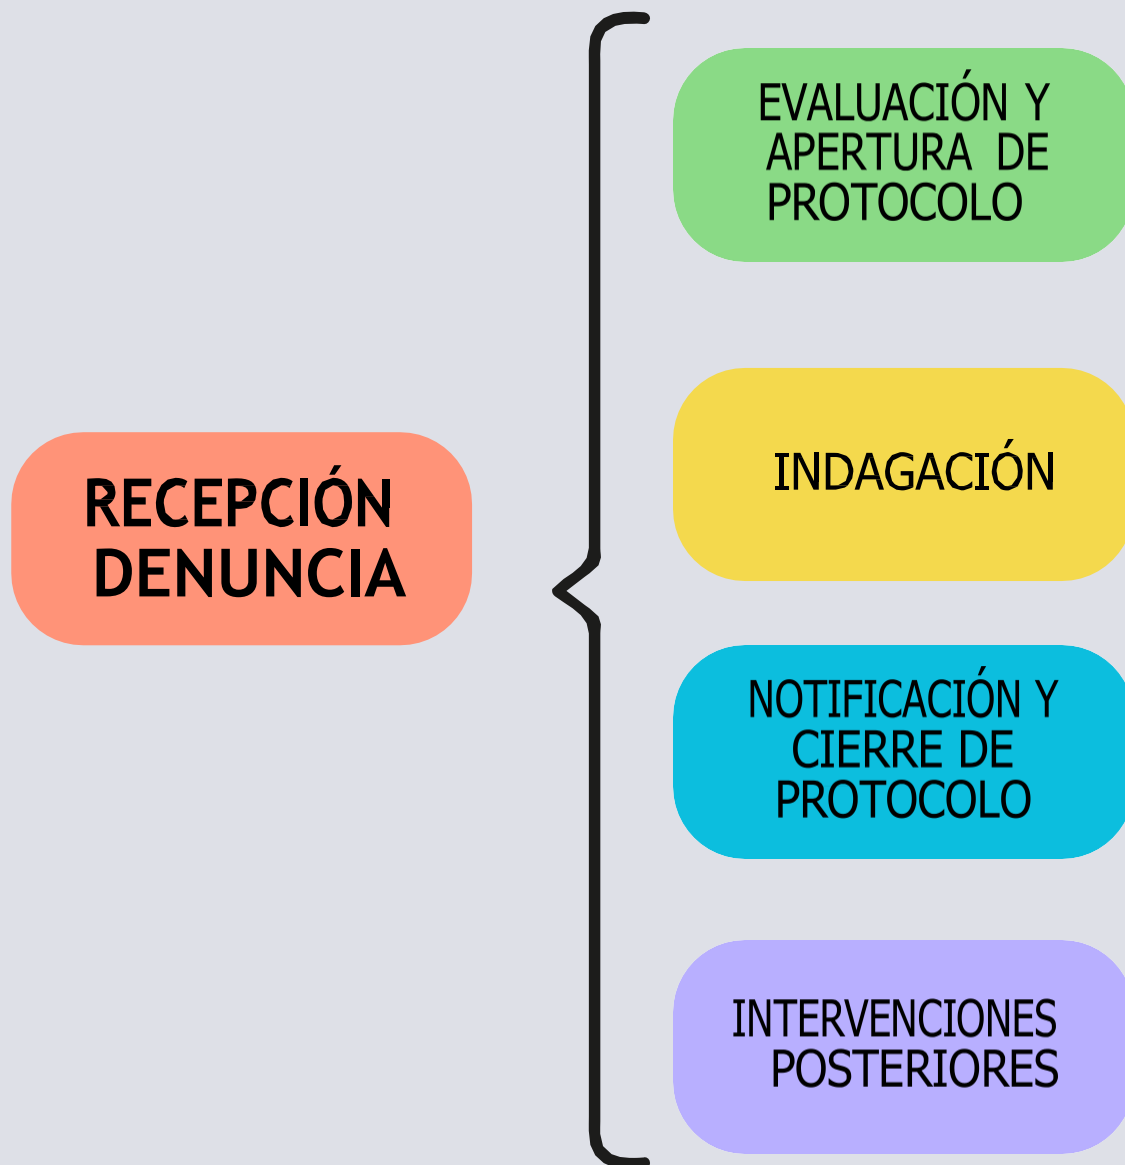 RECEPCIÓN
DENUNCIA
EVALUACIÓN Y
APERTURA DE
PROTOCOLO
INDAGACIÓN
NOTIFICACIÓN Y
CIERRE DE
PROTOCOLO
INTERVENCIONES
POSTERIORES